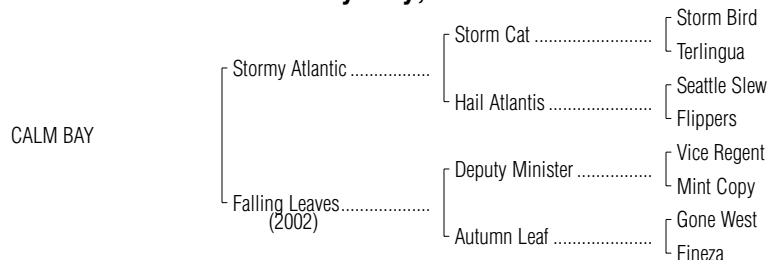 Storm Bird
Storm Cat ........................
Terlingua
Stormy Atlantic .................
Seattle Slew
Hail Atlantis .....................
Flippers
CALM BAY
Vice Regent
Deputy Minister ...............
Mint Copy
Falling Leaves...................
(2002)
Gone West
Autumn Leaf ....................
Fineza